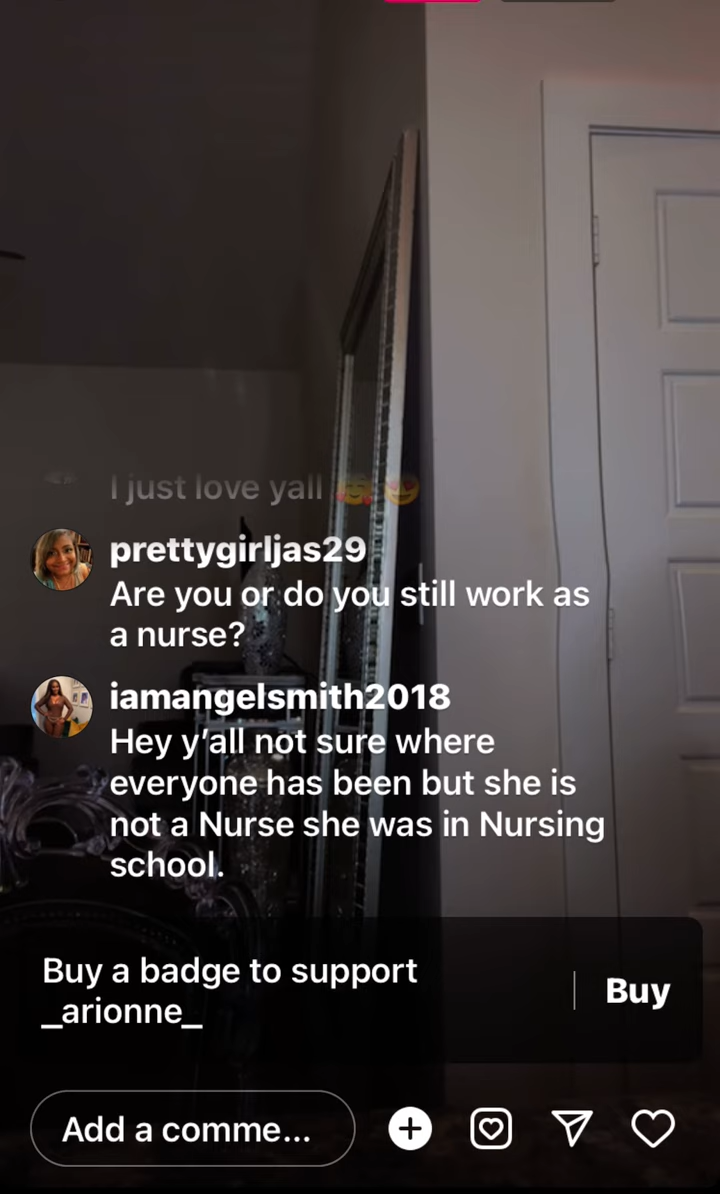 I just love yall 🥰😍
prettygirljas29
Are you or do you still work as
a nurse?
iamangelsmith2018
Hey y’all not sure where
everyone has been but she is
not a Nurse she was in Nursing
school.
Buy a badge to support
_arionne_
Buy
Add a comme...